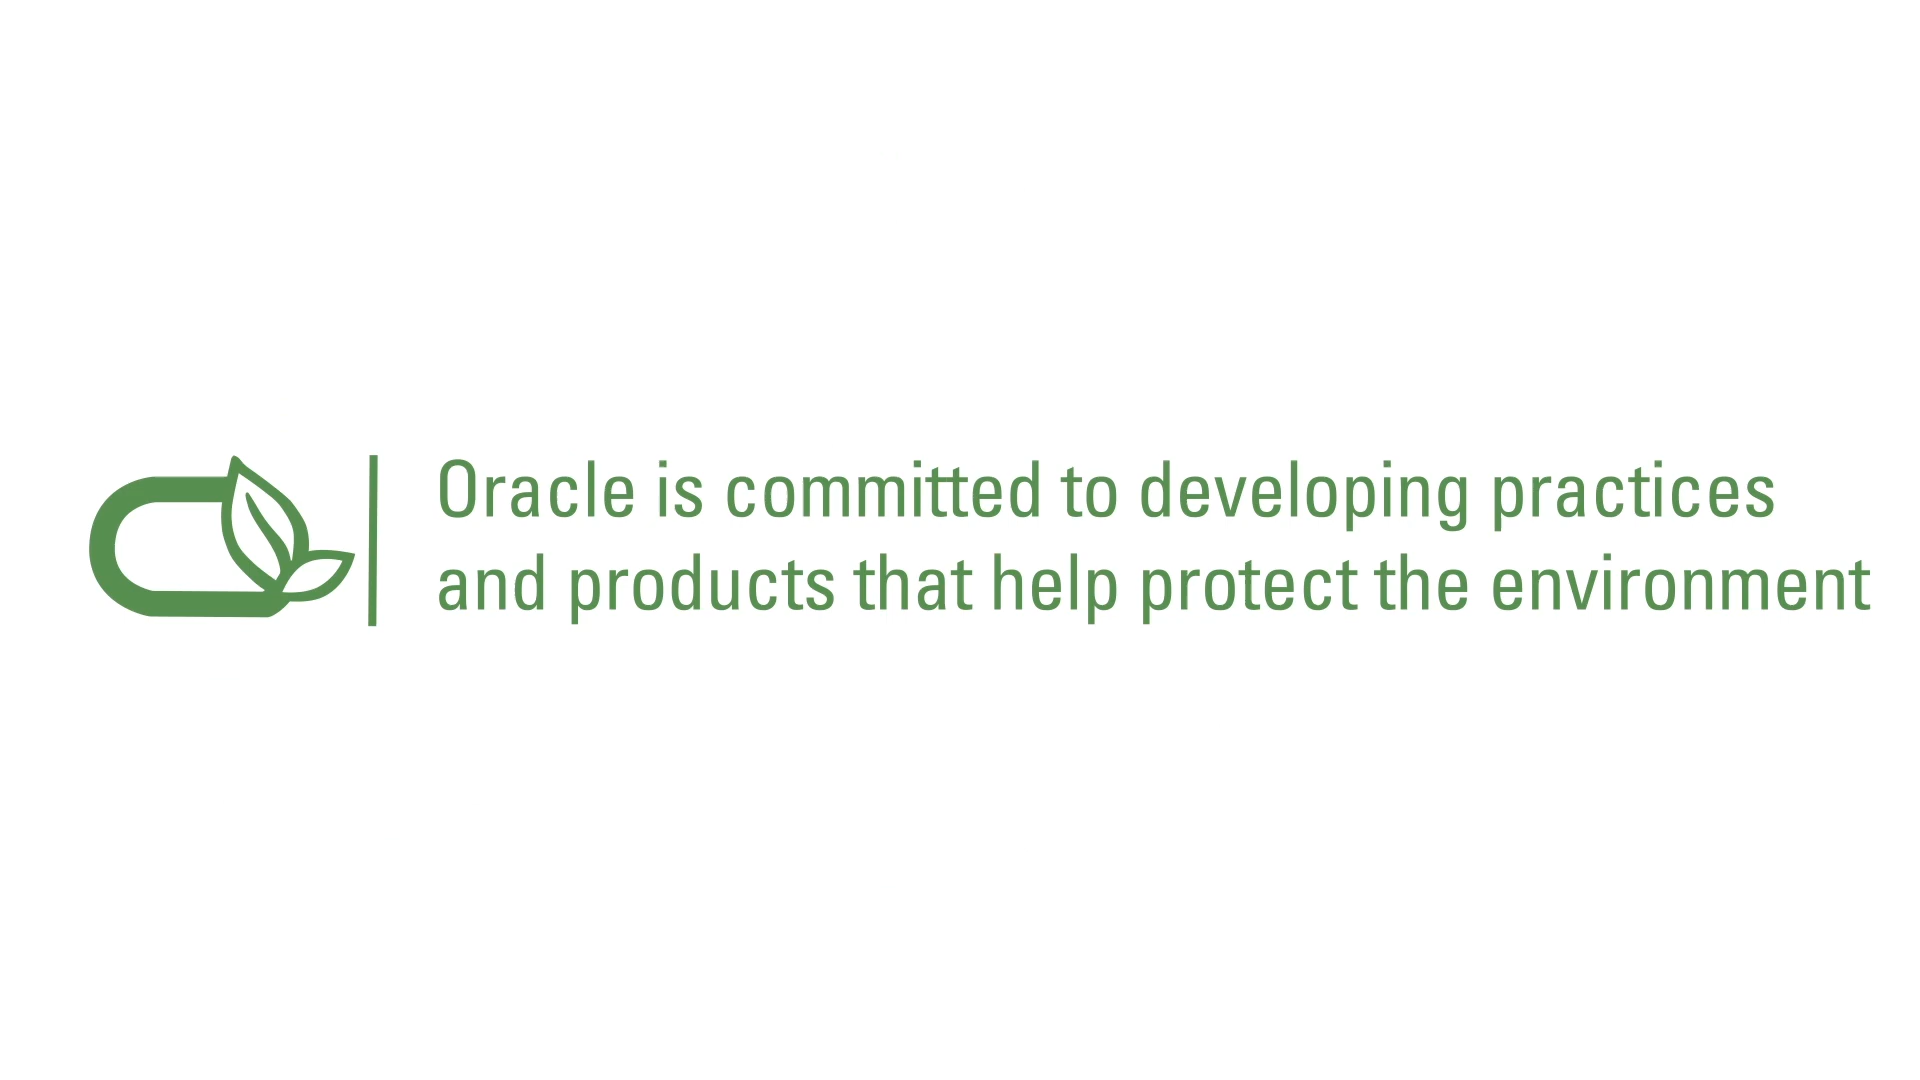 Oracle is committed to developing practices
and products that help protect the environment